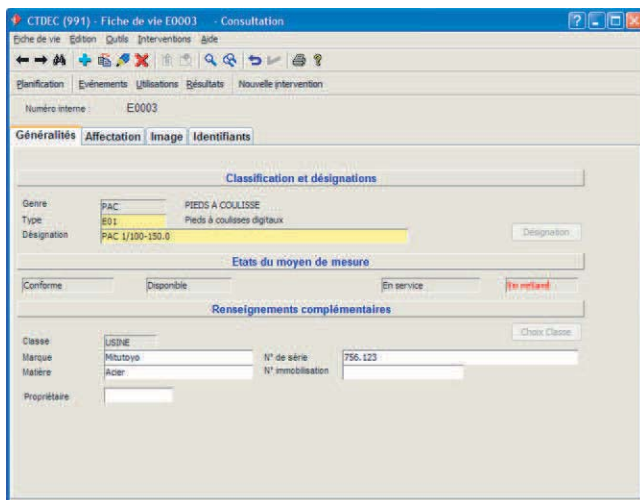 CTDEC (991) - Fiche de vie E0003 - Consultation
Fiche de vie Edition Outils Interventions Aide
Planification Evénements Utilisations Résultats Nouvelle intervention
Numéro interne : E0003
Généralités Affectation Image Identifiants
Classification et désignations
Genre PAC PIEDS A COULISSE
Type E01 Pieds à coulisses digitaux
Désignation PAC 1/100-150.0 Désignation
Etats du moyen de mesure
Conforme Disponible En service En retard
Renseignements complémentaires
Choix Classe
Classe USINE
Marque Mitutoyo N° de série 756.123
Matière Acier N° immobilisation
Propriétaire